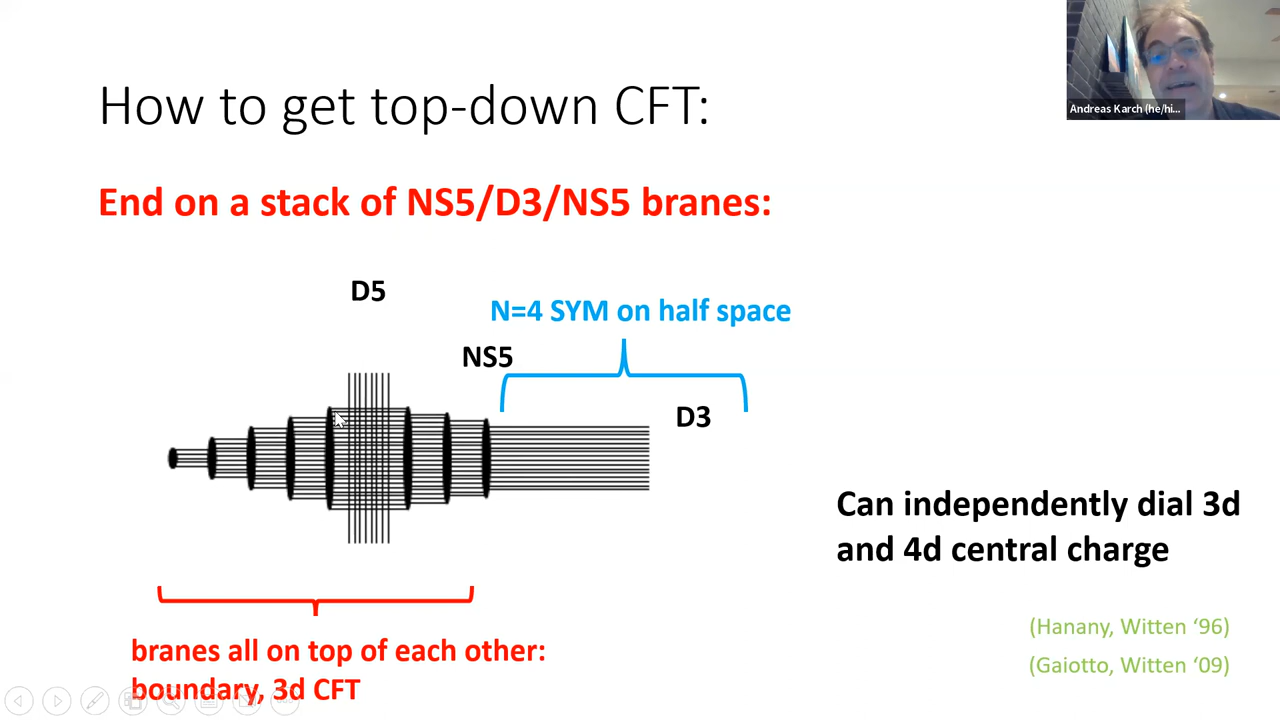 Andreas Karch (he/hi...
How to get top-down CFT:
End on a stack of NS5/D3/NS5 branes:
D5
N=4 SYM on half space
NS5
D3
Can independently dial 3d
and 4d central charge
(Hanany, Witten ‘96)
(Gaiotto, Witten ‘09)
branes all on top of each other:
boundary, 3d CFT